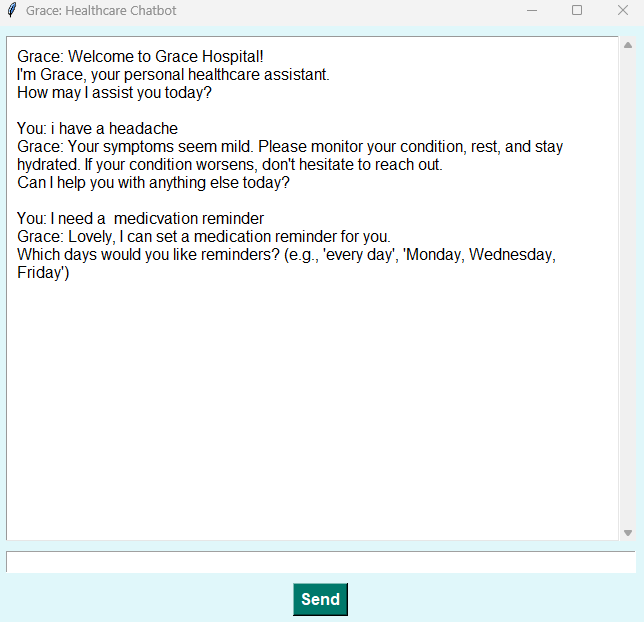 Grace: Healthcare Chatbot
Grace: Welcome to Grace Hospital!
I'm Grace, your personal healthcare assistant.
How may I assist you today?
You: i have a headache
Grace: Your symptoms seem mild. Please monitor your condition, rest, and stay
hydrated. If your condition worsens, don't hesitate to reach out.
Can I help you with anything else today?
You: I need a  medicvation reminder
Grace: Lovely, I can set a medication reminder for you.
Which days would you like reminders? (e.g., 'every day', 'Monday, Wednesday,
Friday')
Send